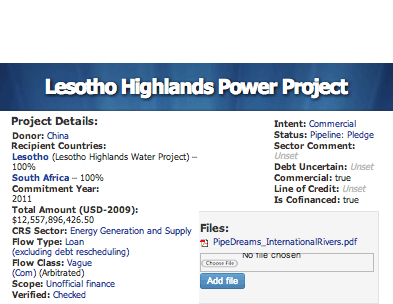 Lesotho Highlands Power Project
Project Details:
Donor: China
Recipient Countries:
Lesotho (Lesotho Highlands Water Project) –
100%
South Africa – 100%
Commitment Year:
2011
Total Amount (USD-2009):
$12,557,896,426.50
CRS Sector: Energy Generation and Supply
Flow Type: Loan
(excluding debt rescheduling)
Flow Class: Vague
(Com) (Arbitrated)
Scope: Unofficial finance
Verified: Checked
Intent: Commercial
Status: Pipeline: Pledge
Sector Comment:
Unset
Debt Uncertain: Unset
Commercial: true
Line of Credit: Unset
Is Cofinanced: true
Files:
PipeDreams_InternationalRivers.pdf
Choose File
No file chosen
Add file